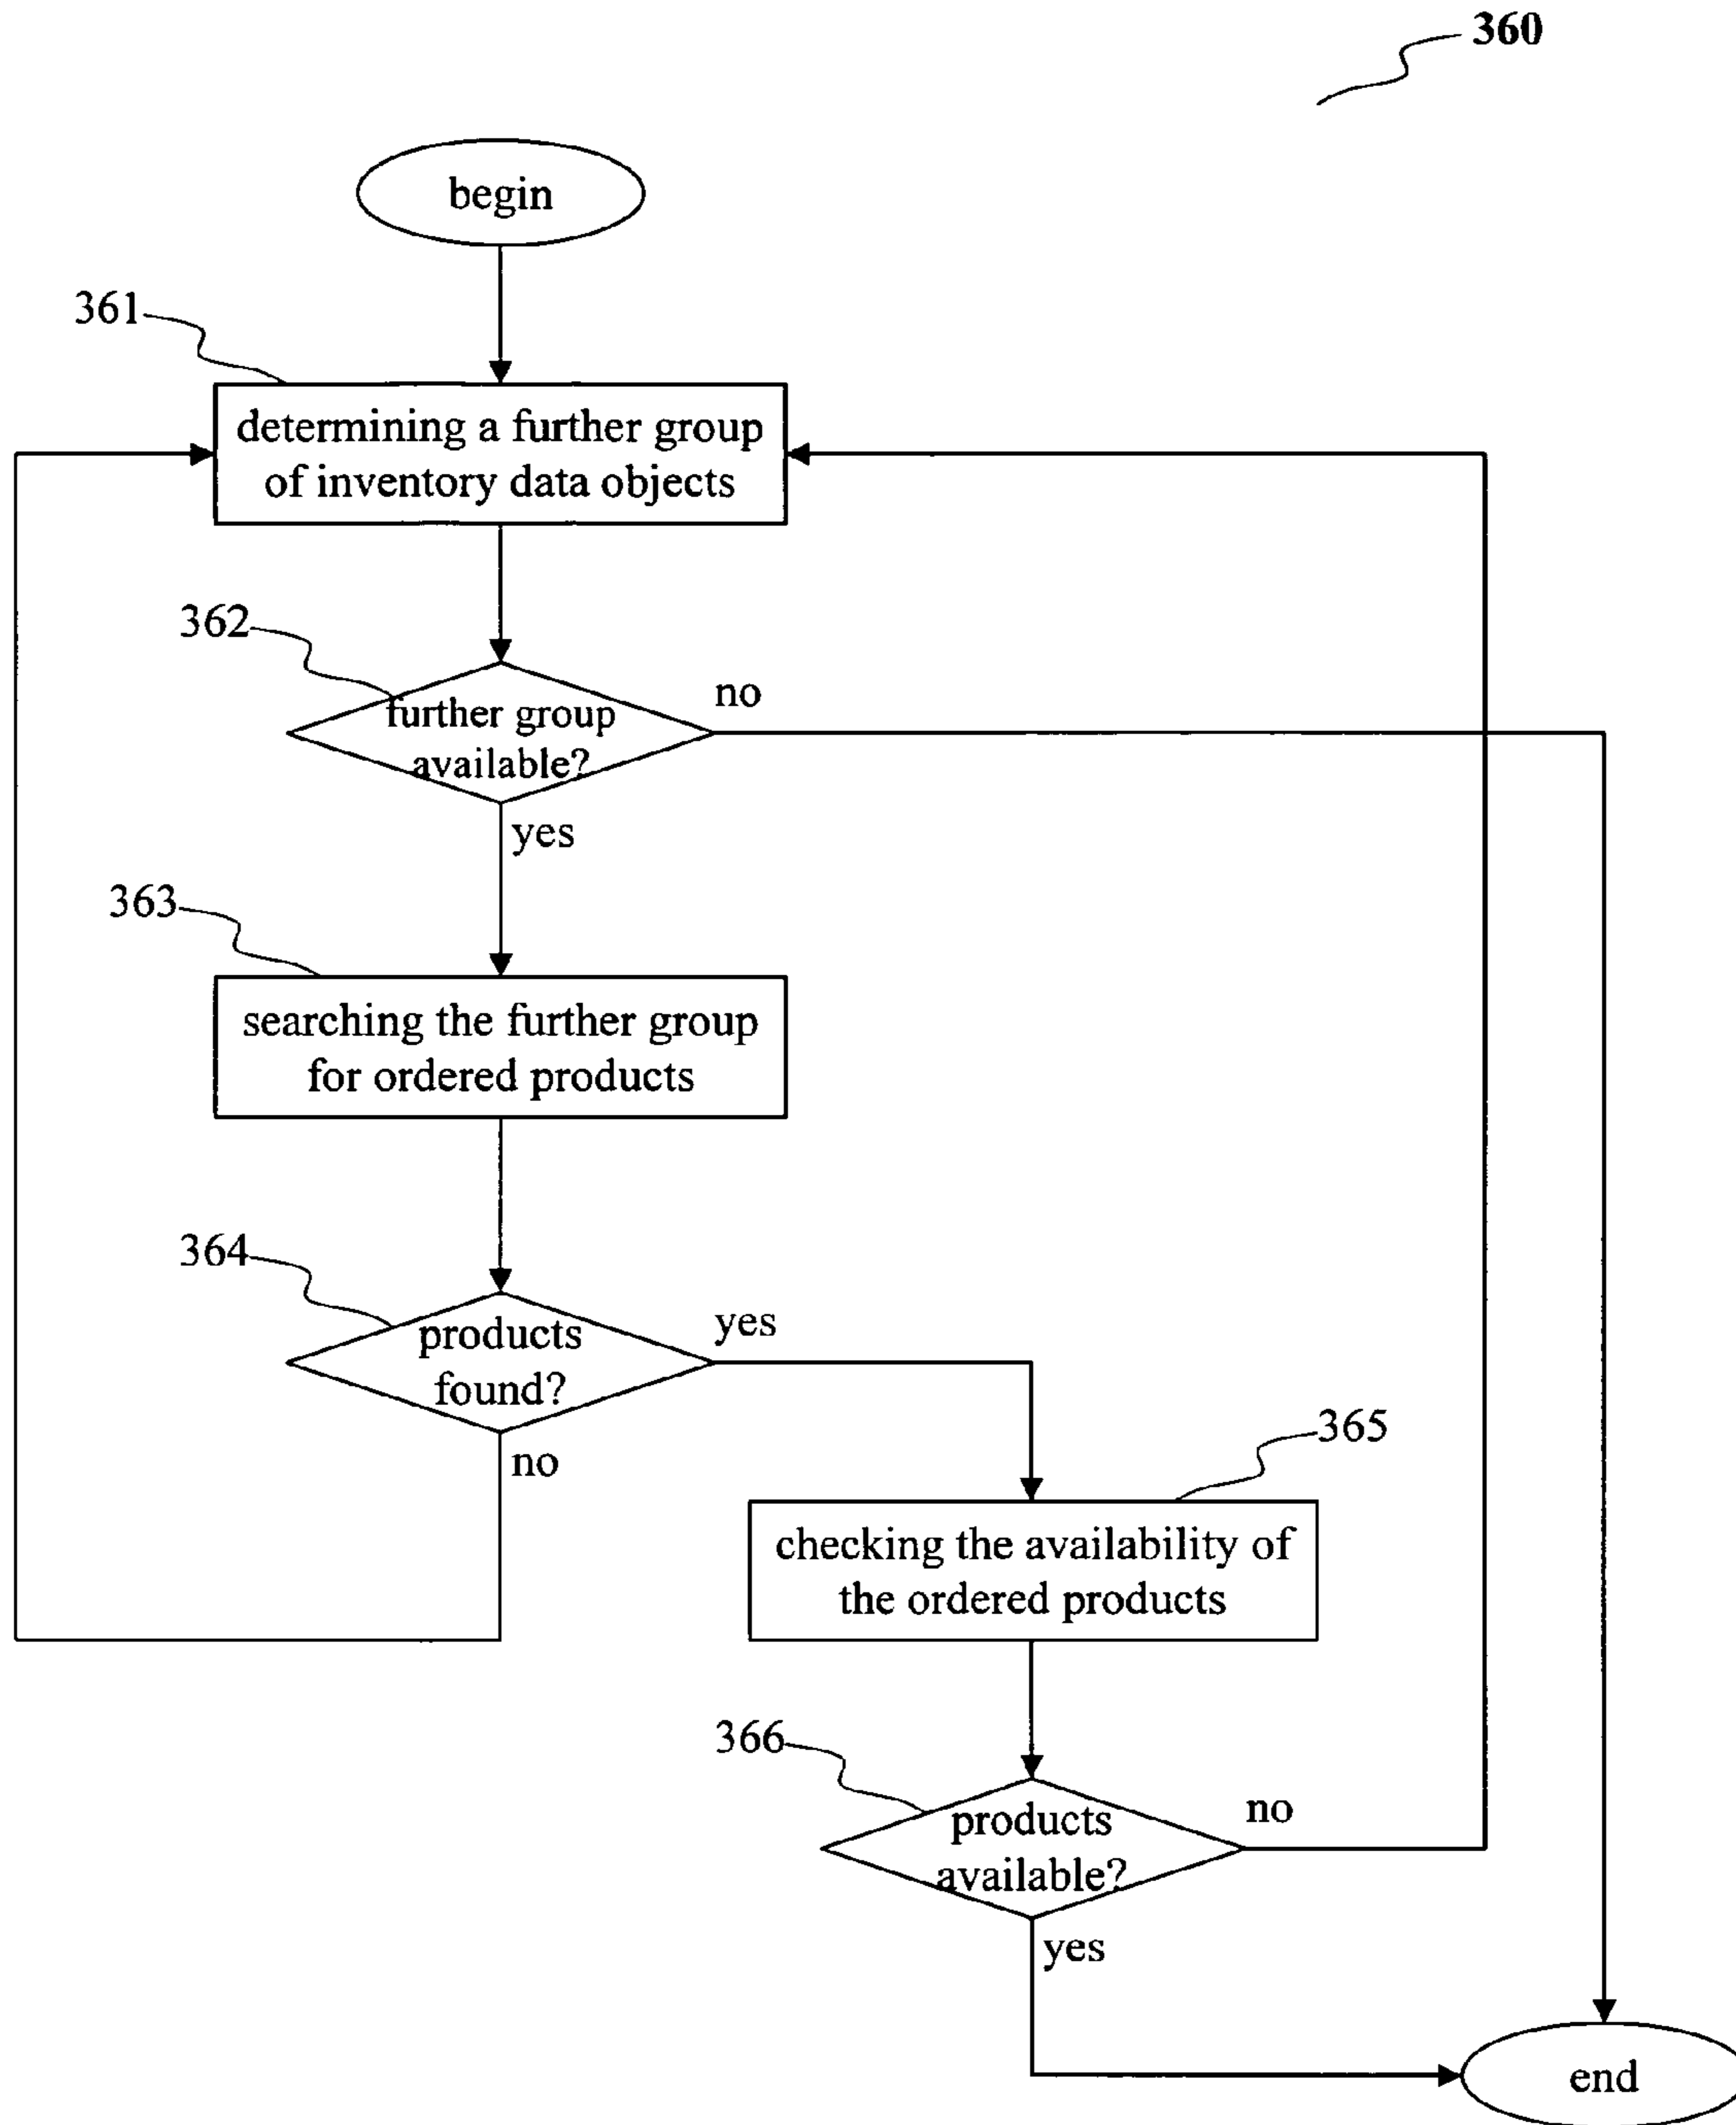 360
begin
361
determining a further group
of inventory data objects
362
further group
available?
no
yes
363
searching the further group
for ordered products
364
products
found?
yes
no
365
checking the availability of
the ordered products
366
products
available?
no
yes
end